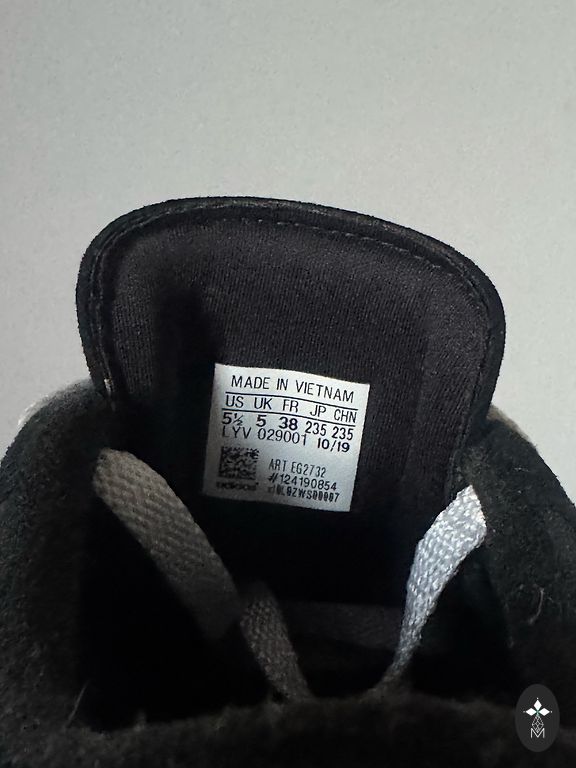 MADE IN VIETNAM
US UK FR JP CHN
5½ 5 38 235 235
LYV 029001 10/19
ART EG2732
#124190854
adidas
M